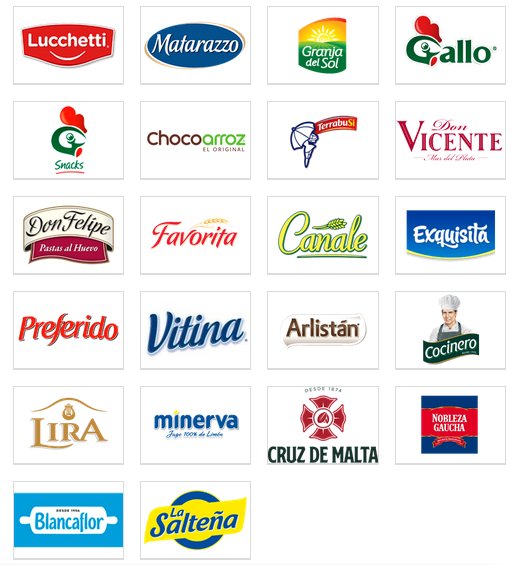 Lucchetti
Matarazzo
Granja
del Sol
Gallo
G
Snacks
Chocoarroz
EL ORIGINAL
TerrabuSi
Don
VICENTE
Mar del Plata
Don Felipe
Pastas al Huevo
Favorita
Canale
Exquisita
Preferido
Vitina
Arlistán
Cocinero
LIRA
minerva
Jugo 100% de Limón
DESDE 1874
CRUZ DE MALTA
NOBLEZA
GAUCHA
DESDE 1956
Blancaflor
La
Salteña